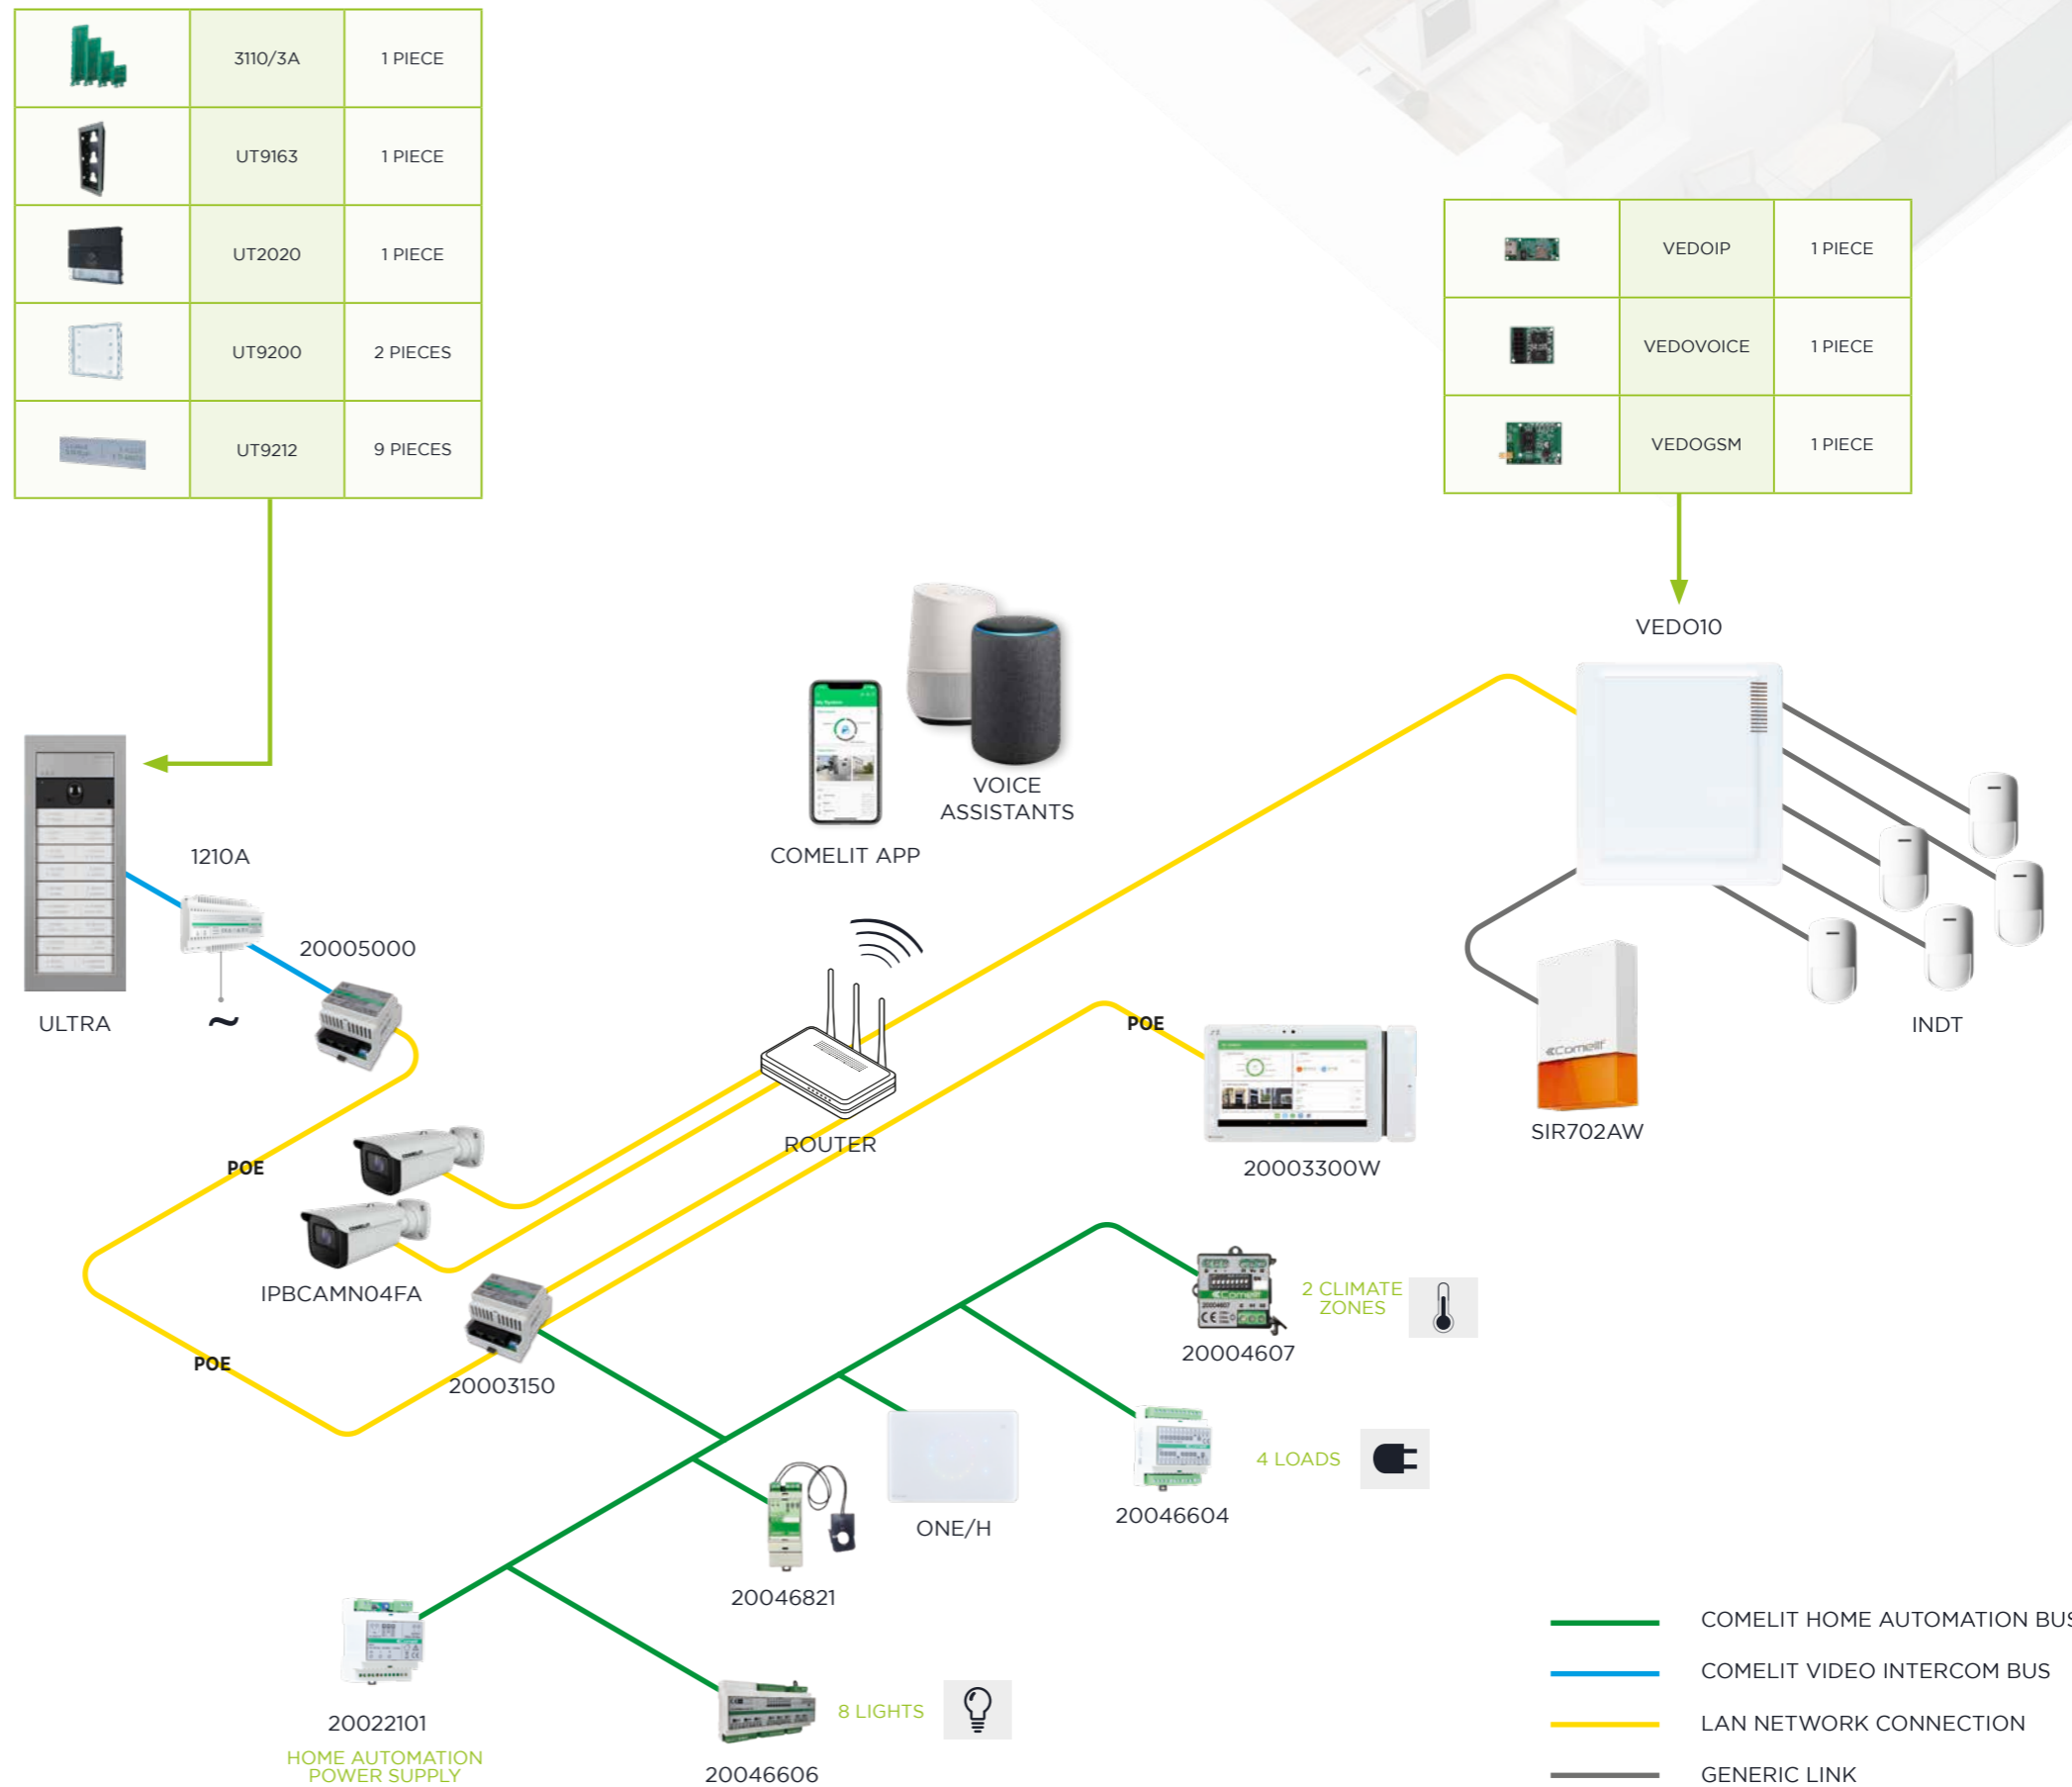 3110/3A 1 PIECE
UT9163 1 PIECE
UT2020 1 PIECE
UT9200 2 PIECES
UT9212 9 PIECES
VEDOIP 1 PIECE
VEDOVOICE 1 PIECE
VEDOGSM 1 PIECE
VEDO10
VOICE
ASSISTANTS
COMELIT APP
1210A
20005000
ULTRA
~
POE
INDT
Comelit
SIR702AW
ROUTER
20003300W
POE
IPBCAMN04FA
2 CLIMATE
ZONES
Comelit
20004607
20004607
POE
20003150
4 LOADS
20046604
ONE/H
20046821
20022101
HOME AUTOMATION
POWER SUPPLY
8 LIGHTS
20046606
COMELIT HOME AUTOMATION BUS
COMELIT VIDEO INTERCOM BUS
LAN NETWORK CONNECTION
GENERIC LINK